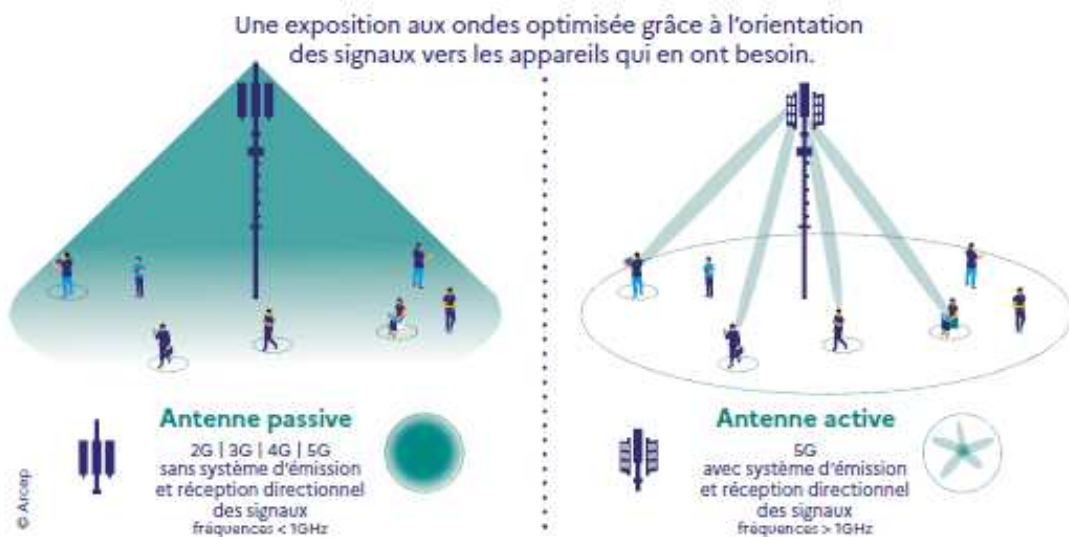 Une exposition aux ondes optimisée grâce à l'orientation
des signaux vers les appareils qui en ont besoin.
Antenne passive
2G | 3G | 4G | 5G
sans système d'émission
et réception directionnel
des signaux
fréquences < 1GHz
Antenne active
5G
avec système d'émission
et réception directionnel
des signaux
fréquences > 1GHz
© Arcep